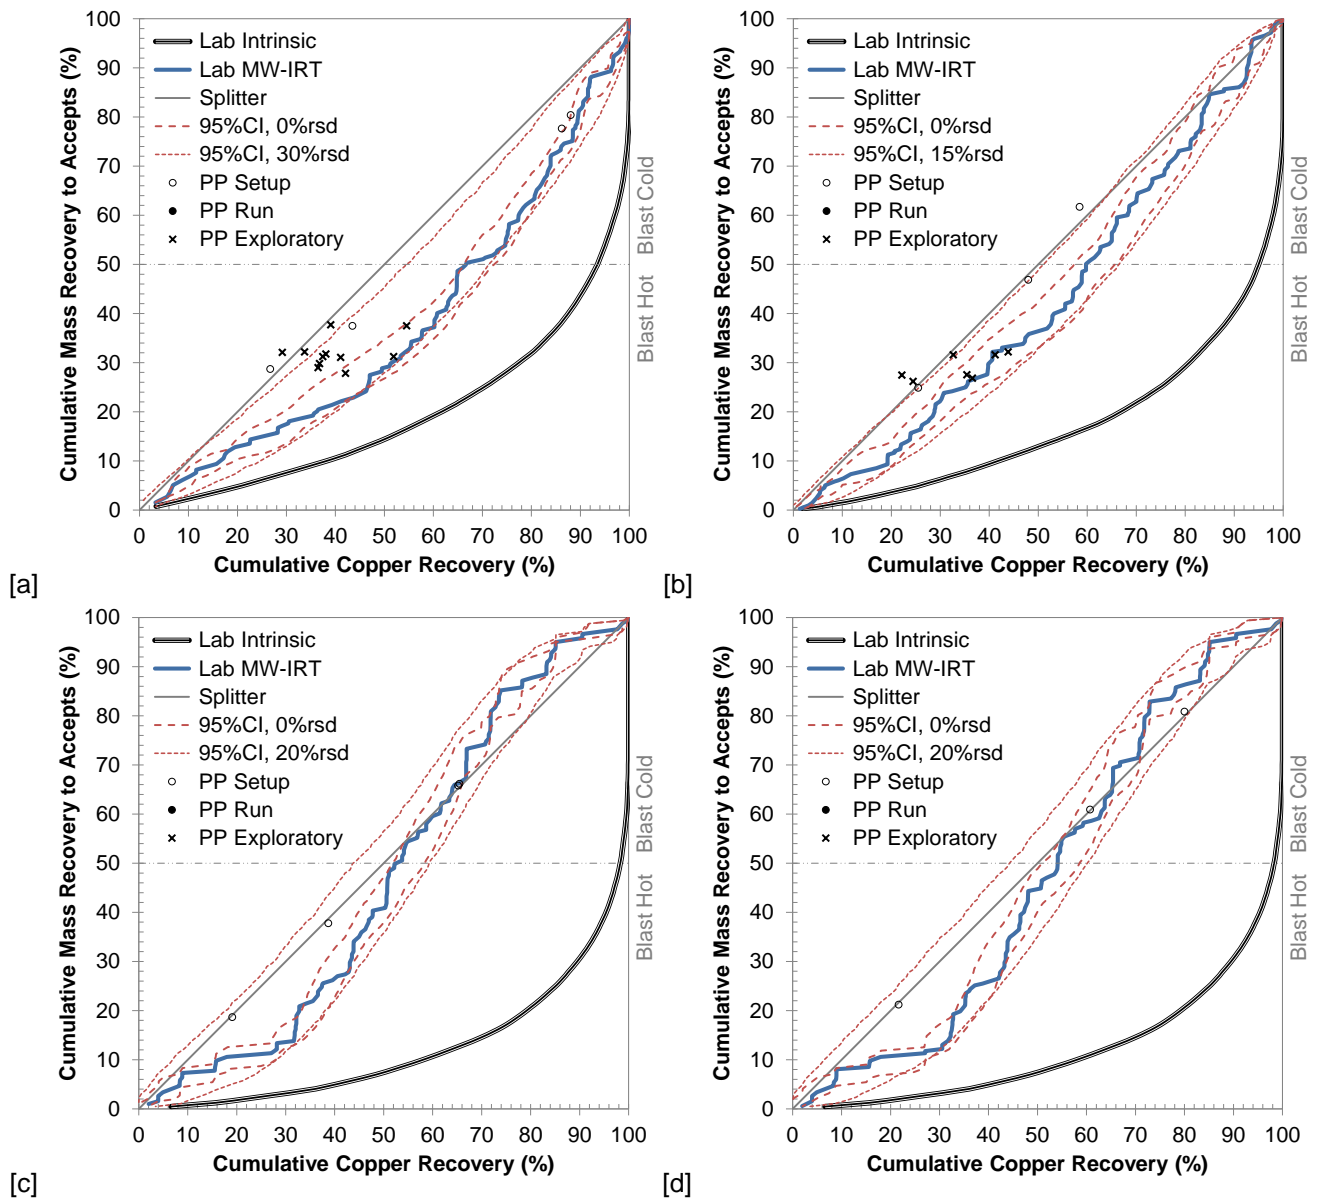 100
90
80
70
60
50
40
30
20
10
0
Cumulative Mass Recovery to Accepts (%)
Lab Intrinsic
Lab MW-IRT
Splitter
95%CI, 0%rsd
95%CI, 30%rsd
PP Setup
PP Run
PP Exploratory
Blast Cold
Blast Hot
0 10 20 30 40 50 60 70 80 90 100
Cumulative Copper Recovery (%)
[a]
100
90
80
70
60
50
40
30
20
10
0
Cumulative Mass Recovery to Accepts (%)
Lab Intrinsic
Lab MW-IRT
Splitter
95%CI, 0%rsd
95%CI, 15%rsd
PP Setup
PP Run
PP Exploratory
Blast Cold
Blast Hot
0 10 20 30 40 50 60 70 80 90 100
Cumulative Copper Recovery (%)
[b]
100
90
80
70
60
50
40
30
20
10
0
Cumulative Mass Recovery to Accepts (%)
Lab Intrinsic
Lab MW-IRT
Splitter
95%CI, 0%rsd
95%CI, 20%rsd
PP Setup
PP Run
PP Exploratory
Blast Cold
Blast Hot
0 10 20 30 40 50 60 70 80 90 100
Cumulative Copper Recovery (%)
[c]
100
90
80
70
60
50
40
30
20
10
0
Cumulative Mass Recovery to Accepts (%)
Lab Intrinsic
Lab MW-IRT
Splitter
95%CI, 0%rsd
95%CI, 20%rsd
PP Setup
PP Run
PP Exploratory
Blast Cold
Blast Hot
0 10 20 30 40 50 60 70 80 90 100
Cumulative Copper Recovery (%)
[d]